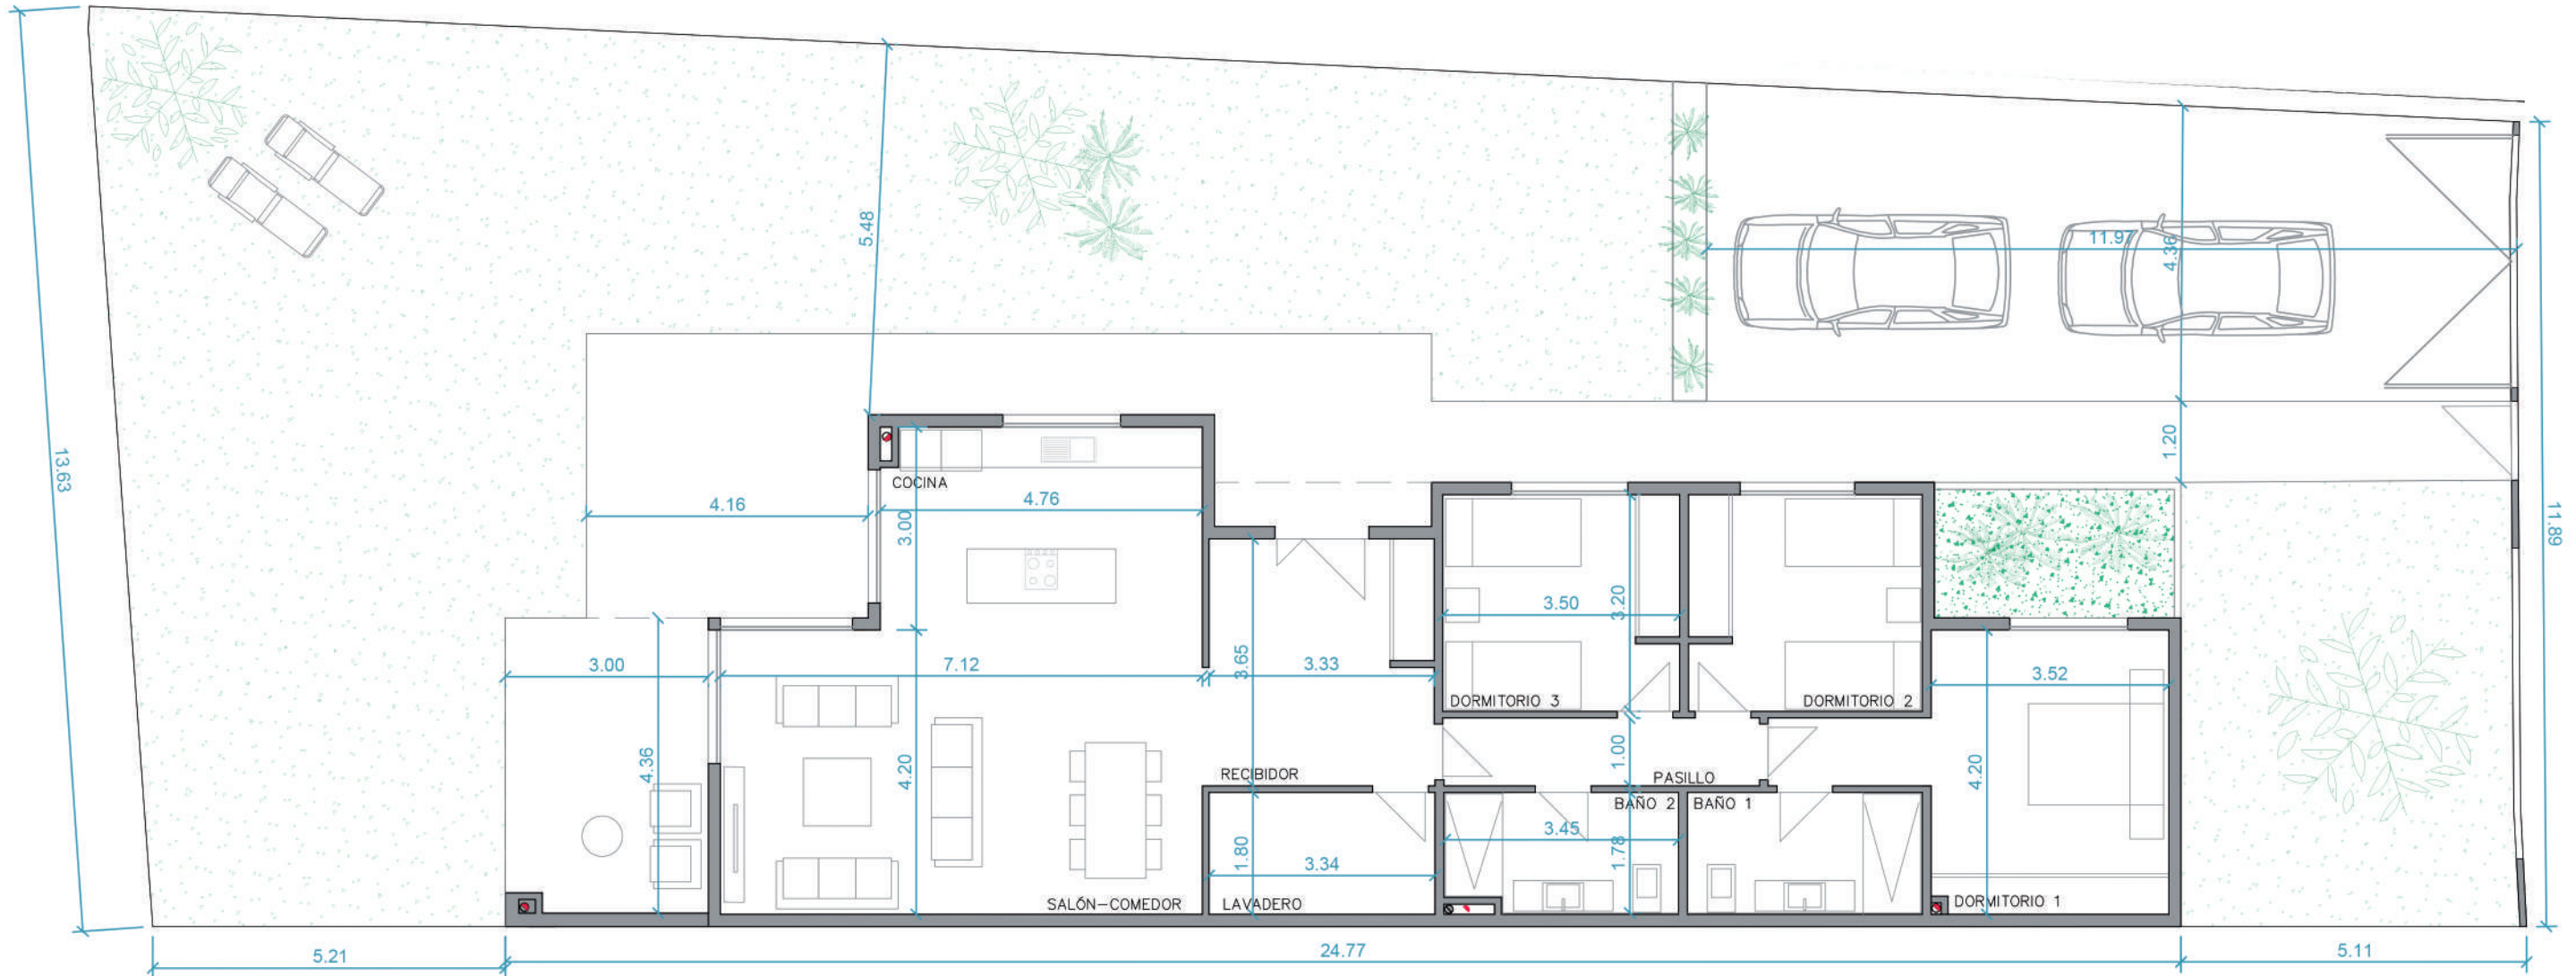 13.63
5.48
11.97
4.36
1.20
11.89
COCINA
4.16
4.76
3.00
3.50
3.20
3.00
7.12
3.65
3.33
3.52
DORMITORIO 3
DORMITORIO 2
4.36
4.20
1.00
4.20
RECIBIDOR
PASILLO
BAÑO 2
BAÑO 1
3.45
1.80
3.34
1.78
SALÓN-COMEDOR
LAVADERO
DORMITORIO 1
5.21
24.77
5.11